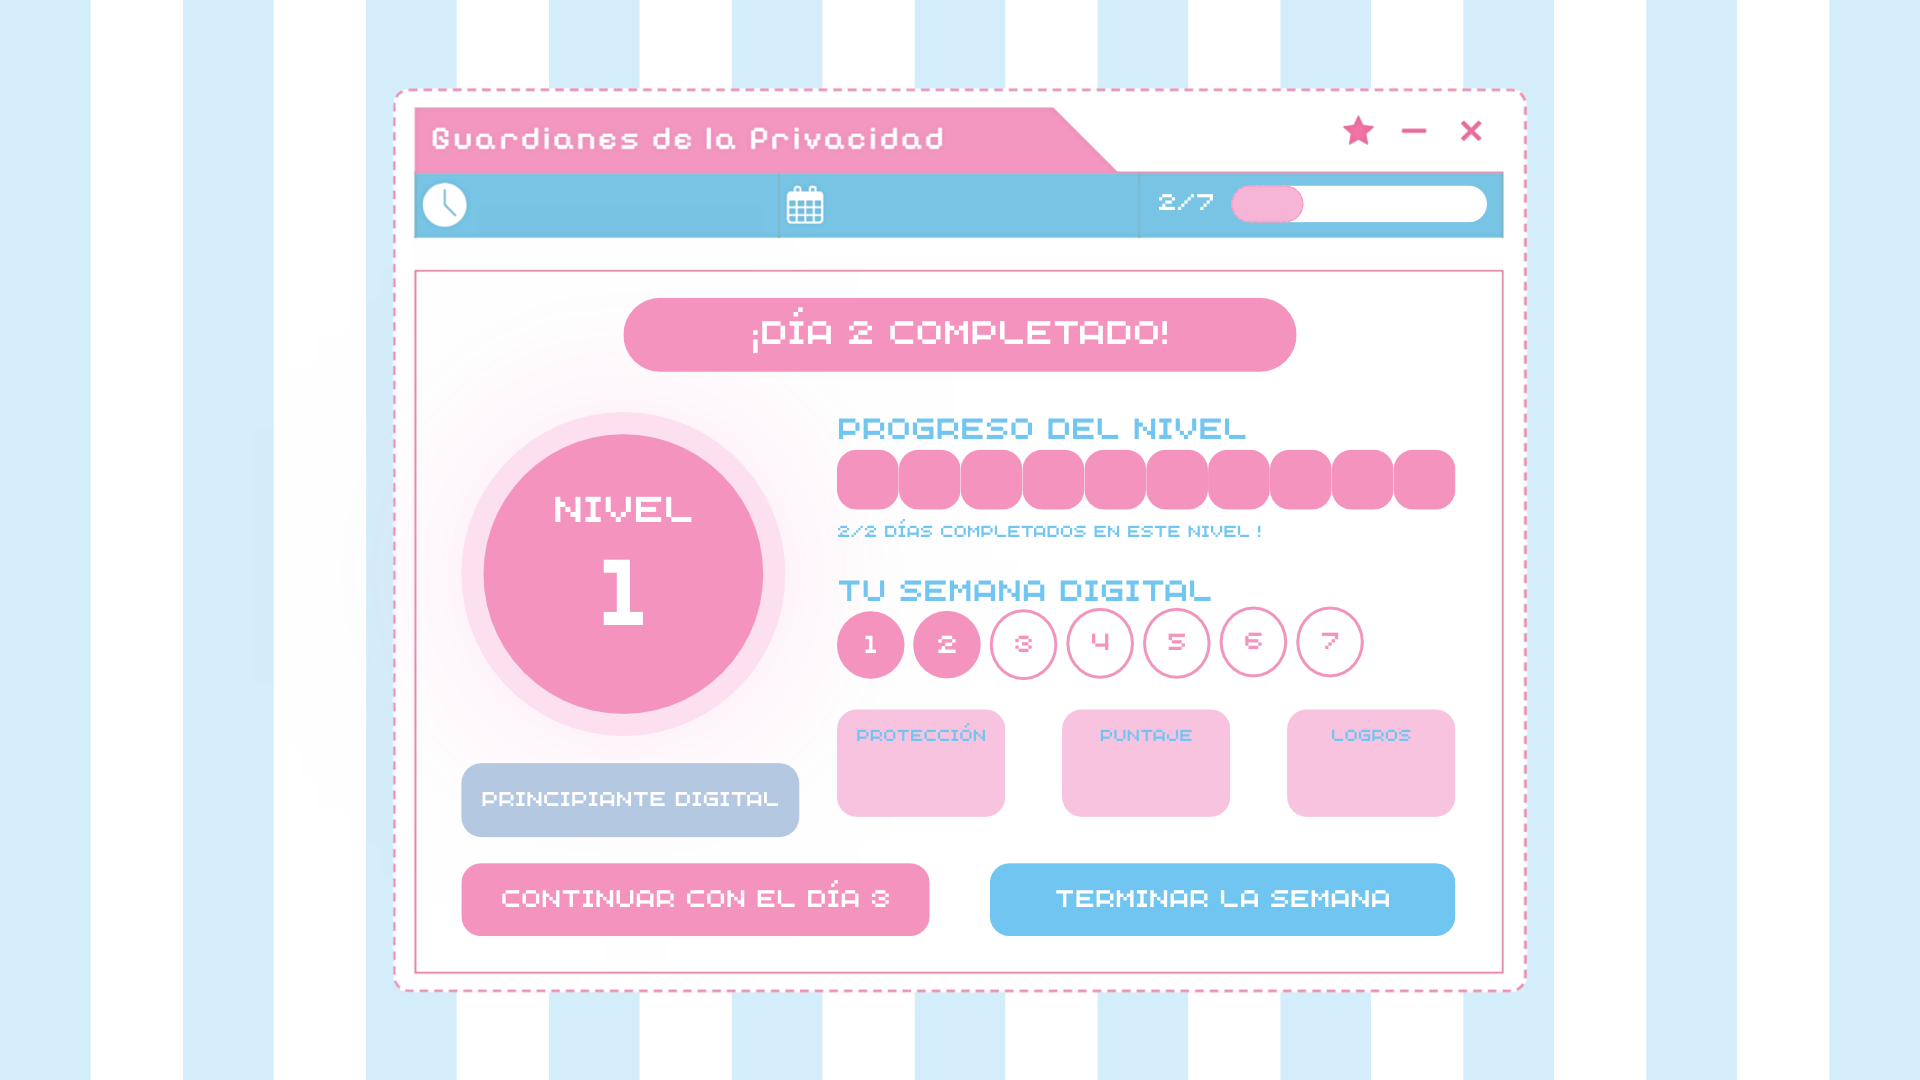 Guardianes de la Privacidad
2/7
¡DÍA 2 COMPLETADO!
NIVEL
1
PRINCIPIANTE DIGITAL
PROGRESO DEL NIVEL
2/2 DÍAS COMPLETADOS EN ESTE NIVEL !
TU SEMANA DIGITAL
1 2 3 4 5 6 7
PROTECCIÓN PUNTAJE LOGROS
CONTINUAR CON EL DÍA 3
TERMINAR LA SEMANA